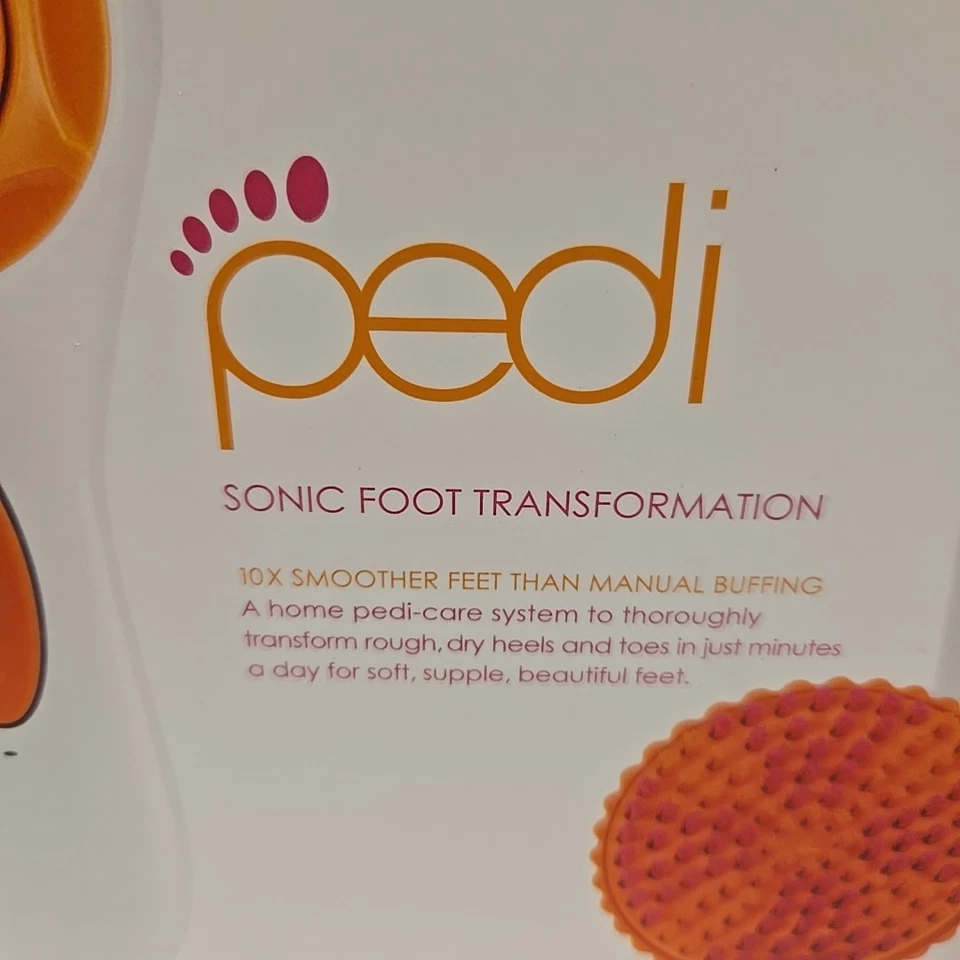 pedi
SONIC FOOT TRANSFORMATION
10X SMOOTHER FEET THAN MANUAL BUFFING
A home pedi-care system to thoroughly
transform rough, dry heels and toes in just minutes
a day for soft, supple, beautiful feet.